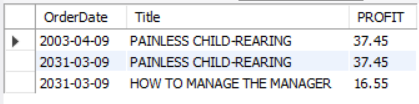 OrderDate Title PROFIT
2003-04-09 PAINLESS CHILD-REARING 37.45
2031-03-09 PAINLESS CHILD-REARING 37.45
2031-03-09 HOW TO MANAGE THE MANAGER 16.55